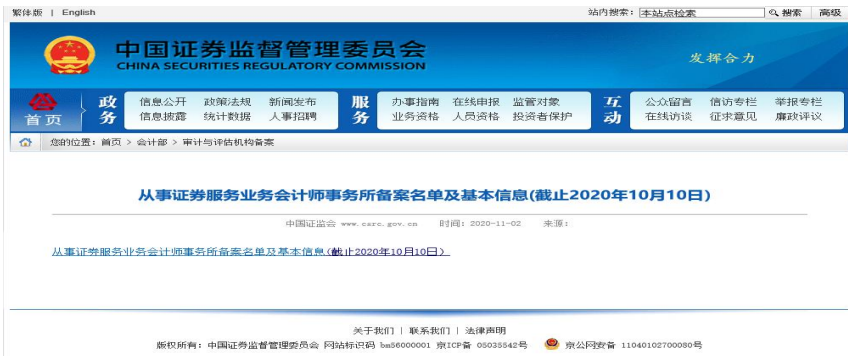 繁体版 | English 站内搜索: 本站点检索 搜索 高级
中国证券监督管理委员会
CHINA SECURITIES REGULATORY COMMISSION
发挥合力
首页 政务 信息公开 政策法规 新闻发布 服务 办事指南 在线申报 监管对象 互动 公众留言 信访专栏 举报专栏
信息披露 统计数据 人事招聘 业务资格 人员资格 投资者保护 在线访谈 征求意见 廉政评议
您的位置: 首页 > 会计部 > 审计与评估机构备案
从事证券服务业务会计师事务所备案名单及基本信息(截止2020年10月10日)
中国证监会 www.csrc.gov.cn 时间: 2020-11-02 来源:
从事证券服务业务会计师事务所备案名单及基本信息(截止2020年10月10日)
关于我们 | 联系我们 | 法律声明
版权所有: 中国证券监督管理委员会 网站标识码 bm56000001 京ICP备 05035542号 京公网安备 11040102700080号